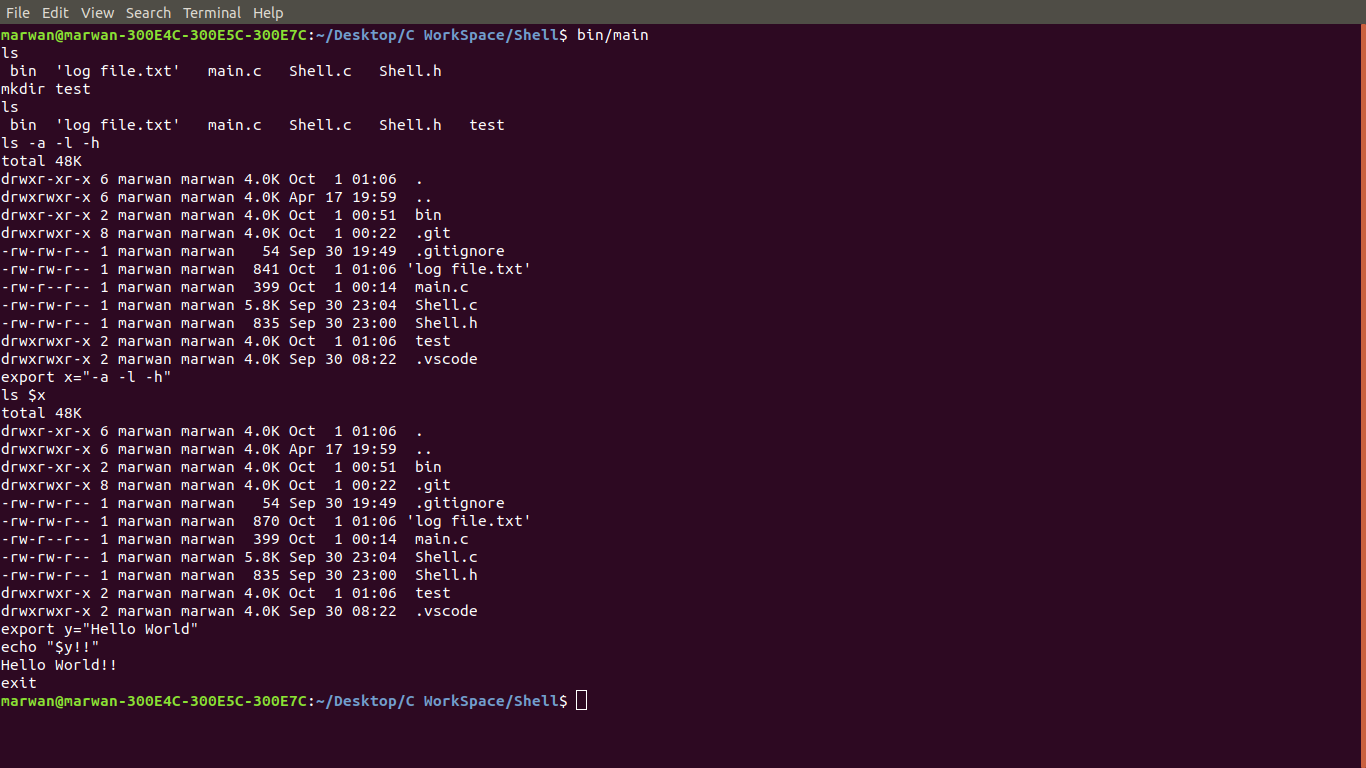 File Edit View Search Terminal Help
marwan@marwan-300E4C-300E5C-300E7C:~/Desktop/C WorkSpace/Shell$ bin/main
ls
 bin  'log file.txt'   main.c   Shell.c   Shell.h
mkdir test
ls
 bin  'log file.txt'   main.c   Shell.c   Shell.h   test
ls -a -l -h
total 48K
drwxr-xr-x 6 marwan marwan 4.0K Oct  1 01:06  .
drwxrwxr-x 6 marwan marwan 4.0K Apr 17 19:59  ..
drwxr-xr-x 2 marwan marwan 4.0K Oct  1 00:51  bin
drwxrwxr-x 8 marwan marwan 4.0K Oct  1 00:22  .git
-rw-rw-r-- 1 marwan marwan   54 Sep 30 19:49  .gitignore
-rw-rw-r-- 1 marwan marwan  841 Oct  1 01:06 'log file.txt'
-rw-r--r-- 1 marwan marwan  399 Oct  1 00:14  main.c
-rw-rw-r-- 1 marwan marwan 5.8K Sep 30 23:04  Shell.c
-rw-rw-r-- 1 marwan marwan  835 Sep 30 23:00  Shell.h
drwxrwxr-x 2 marwan marwan 4.0K Oct  1 01:06  test
drwxrwxr-x 2 marwan marwan 4.0K Sep 30 08:22  .vscode
export x="-a -l -h"
ls $x
total 48K
drwxr-xr-x 6 marwan marwan 4.0K Oct  1 01:06  .
drwxrwxr-x 6 marwan marwan 4.0K Apr 17 19:59  ..
drwxr-xr-x 2 marwan marwan 4.0K Oct  1 00:51  bin
drwxrwxr-x 8 marwan marwan 4.0K Oct  1 00:22  .git
-rw-rw-r-- 1 marwan marwan   54 Sep 30 19:49  .gitignore
-rw-rw-r-- 1 marwan marwan  870 Oct  1 01:06 'log file.txt'
-rw-r--r-- 1 marwan marwan  399 Oct  1 00:14  main.c
-rw-rw-r-- 1 marwan marwan 5.8K Sep 30 23:04  Shell.c
-rw-rw-r-- 1 marwan marwan  835 Sep 30 23:00  Shell.h
drwxrwxr-x 2 marwan marwan 4.0K Oct  1 01:06  test
drwxrwxr-x 2 marwan marwan 4.0K Sep 30 08:22  .vscode
export y="Hello World"
echo "$y!!"
Hello World!!
exit
marwan@marwan-300E4C-300E5C-300E7C:~/Desktop/C WorkSpace/Shell$